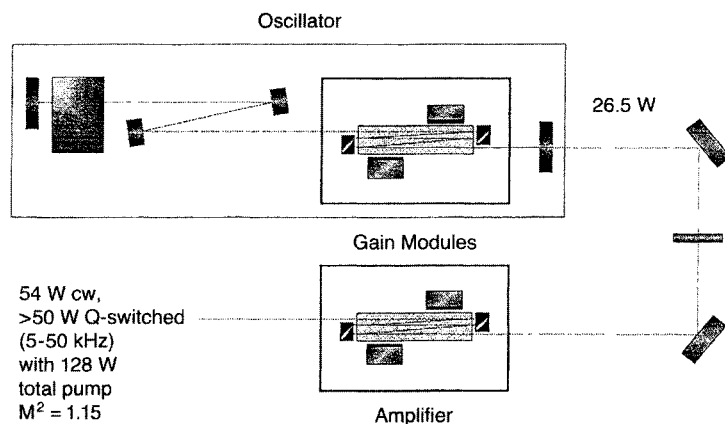 Oscillator
26.5 W
Gain Modules
54 W cw,
>50 W Q-switched
(5-50 kHz)
with 128 W
total pump
M² = 1.15
Amplifier